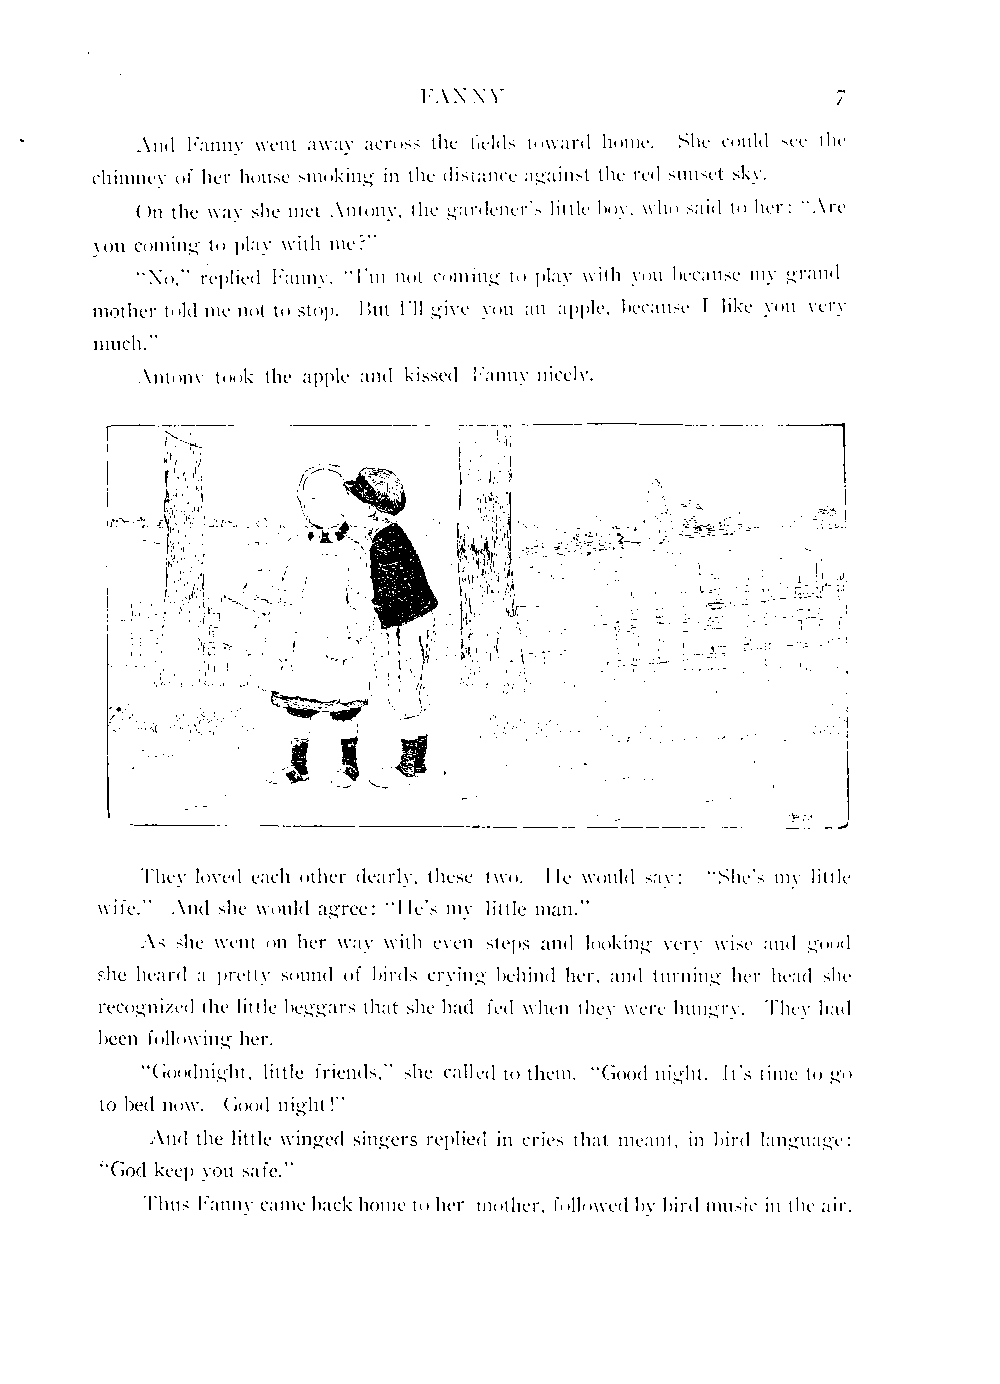 FANNY 7
And Fanny went away across the fields toward home. She could see the
chimney of her house smoking in the distance against the red sunset sky.
On the way she met Antony, the gardener's little boy, who said to her: "Are
you coming to play with me?"
"No," replied Fanny, "I'm not coming to play with you because my grand
mother told me not to stop. But I'll give you an apple, because I like you very
much."
Antony took the apple and kissed Fanny nicely.
They loved each other dearly, these two. He would say: "She's my little
wife." And she would agree: "He's my little man."
As she went on her way with even steps and looking very wise and good
she heard a pretty sound of birds crying behind her, and turning her head she
recognized the little beggars that she had fed when they were hungry. They had
been following her.
"Goodnight, little friends," she called to them. "Good night. It's time to go
to bed now. Good night!"
And the little winged singers replied in cries that meant, in bird language:
"God keep you safe."
Thus Fanny came back home to her mother, followed by bird music in the air.